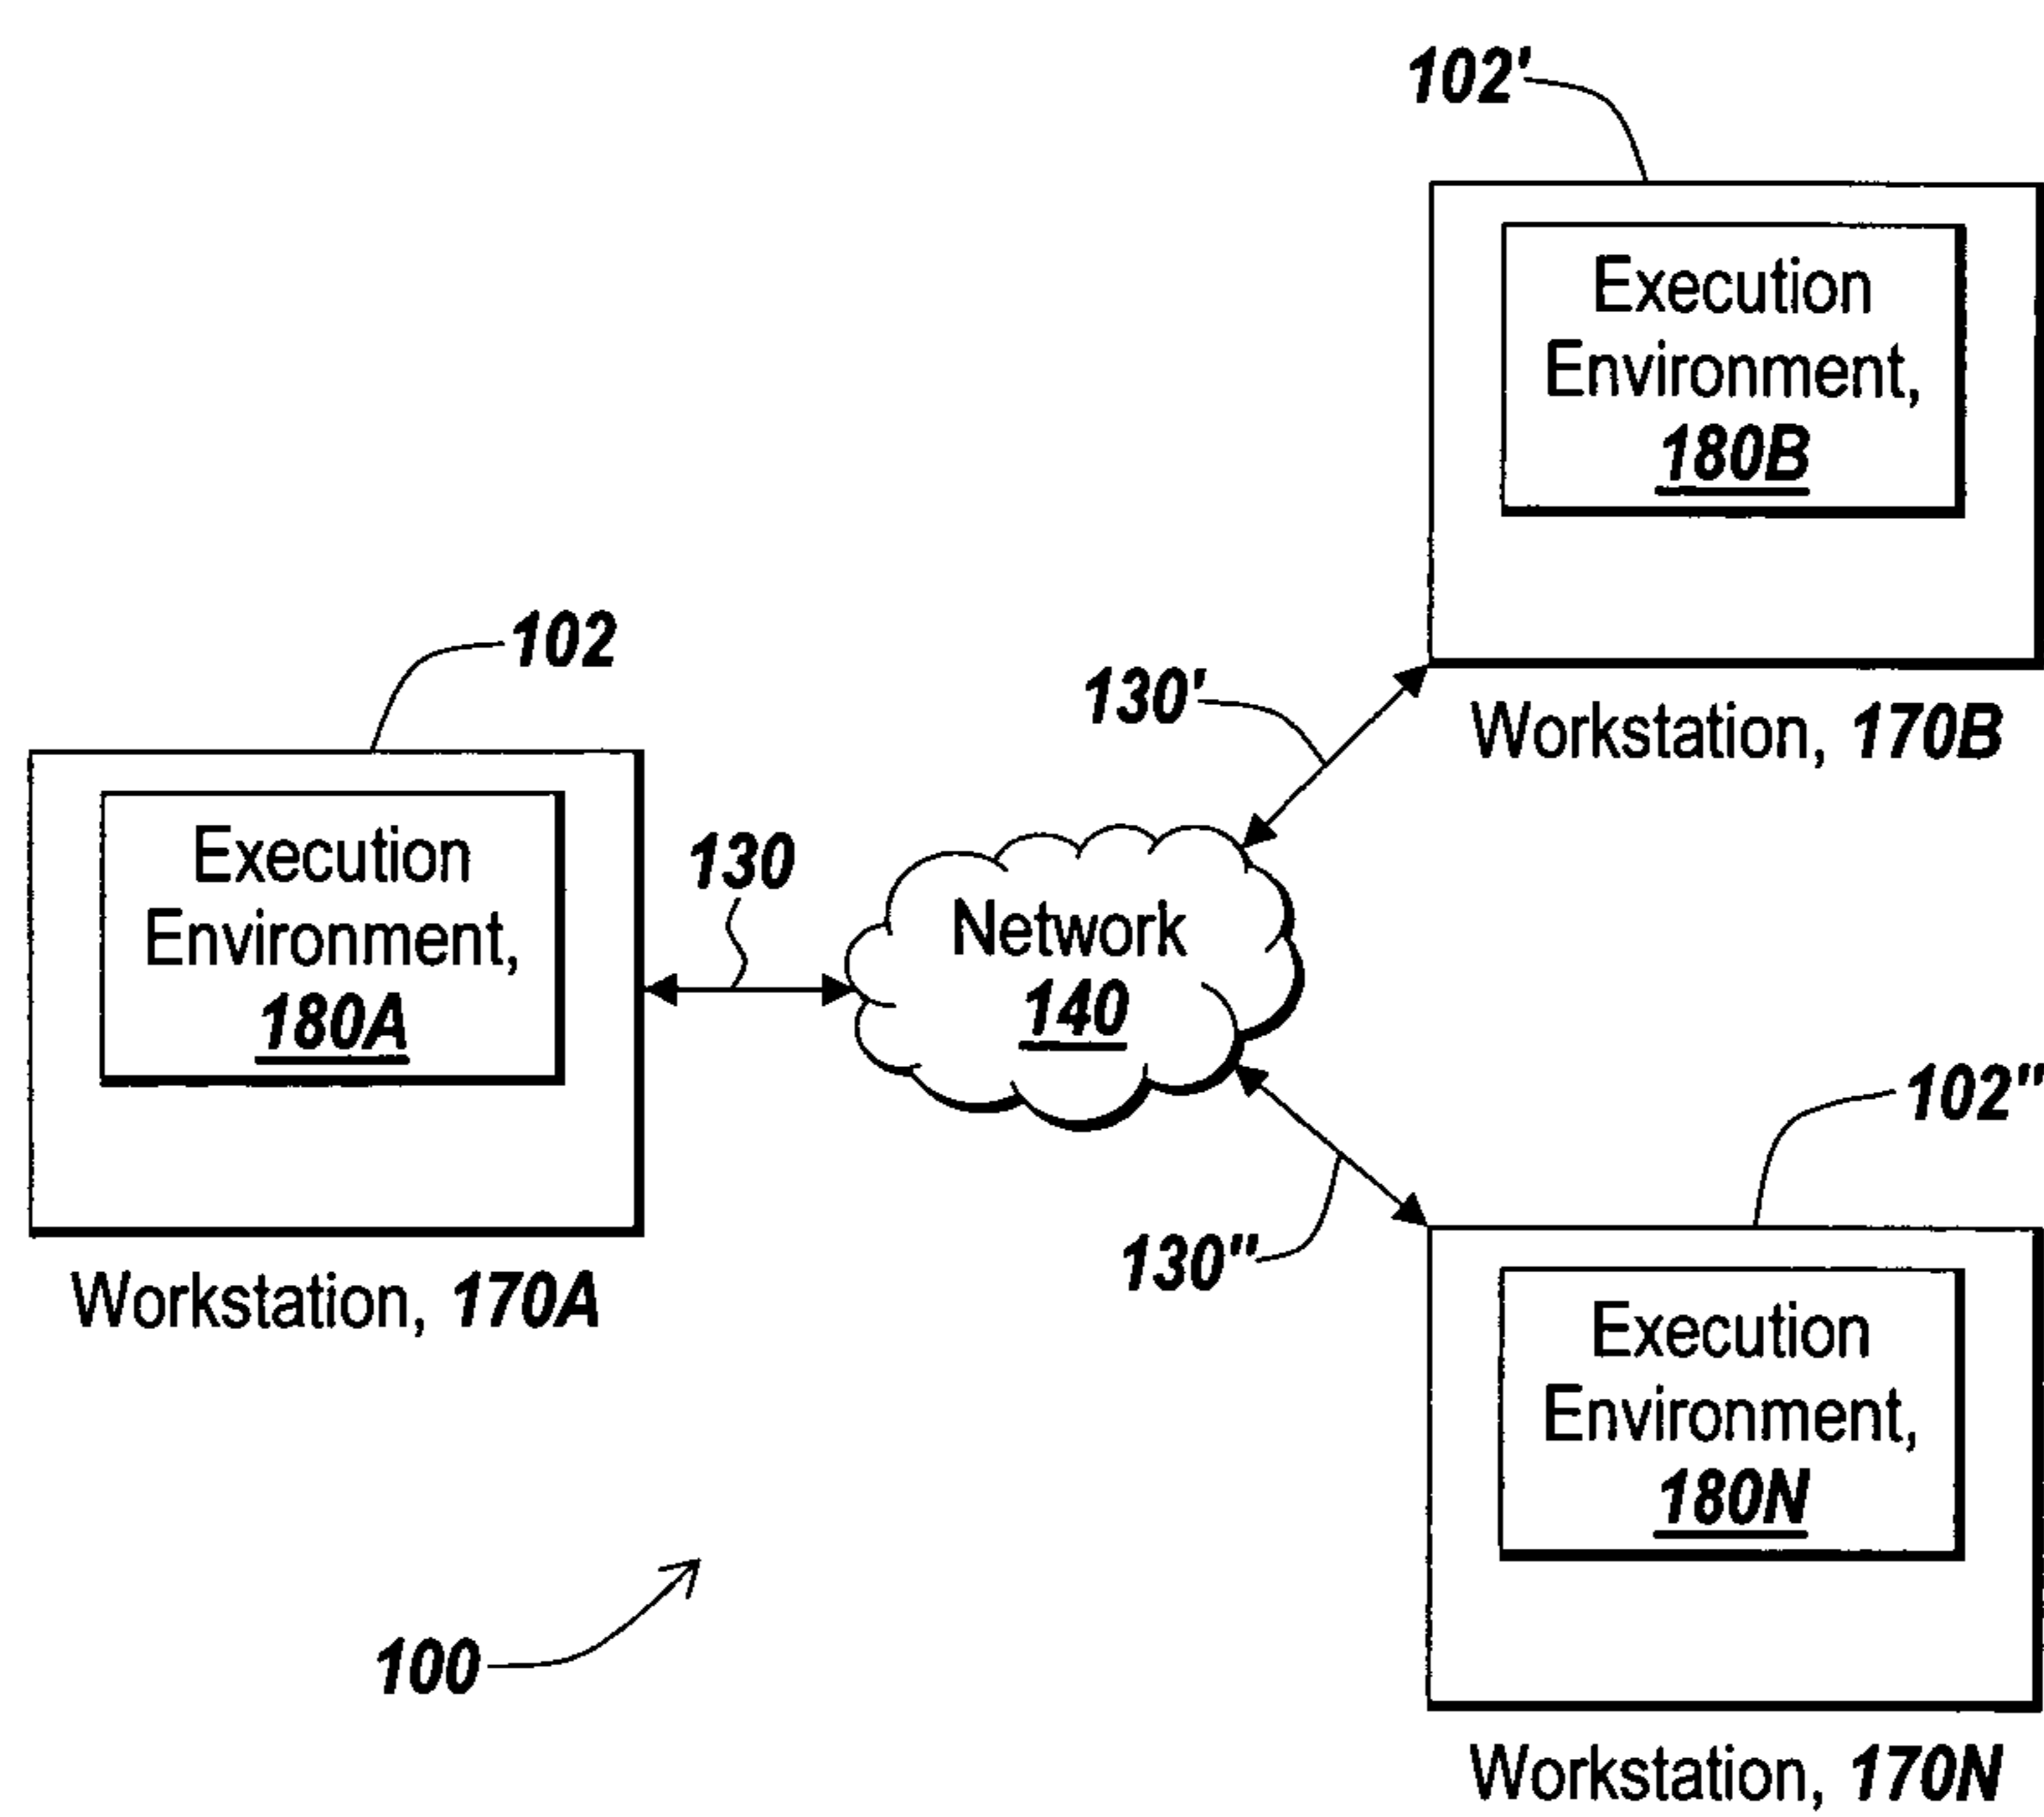 102'
Execution
Environment,
180B
Workstation, 170B
102
130'
Execution
Environment,
180A
Workstation, 170A
130
Network
140
130"
102"
Execution
Environment,
180N
Workstation, 170N
100